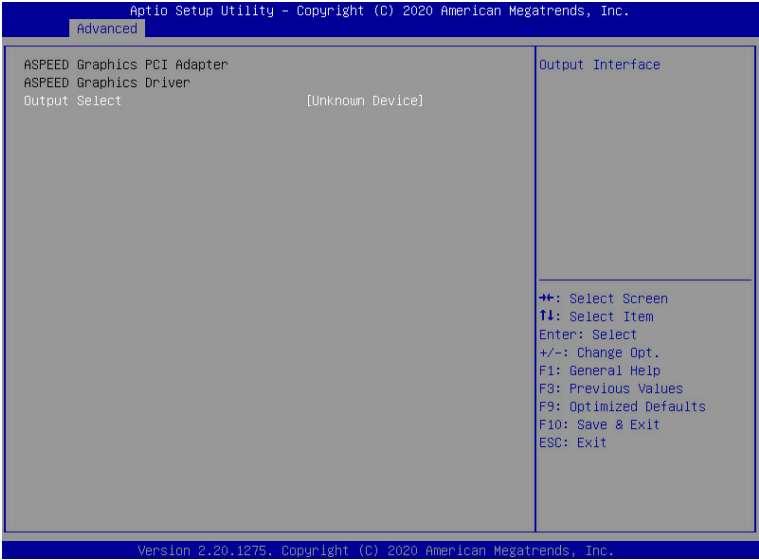 Aptio Setup Utility – Copyright (C) 2020 American Megatrends, Inc.
Advanced
ASPEED Graphics PCI Adapter
ASPEED Graphics Driver
Output Select [Unknown Device]
Output Interface
→←: Select Screen
↑↓: Select Item
Enter: Select
+/-: Change Opt.
F1: General Help
F3: Previous Values
F9: Optimized Defaults
F10: Save & Exit
ESC: Exit
Version 2.20.1275. Copyright (C) 2020 American Megatrends, Inc.